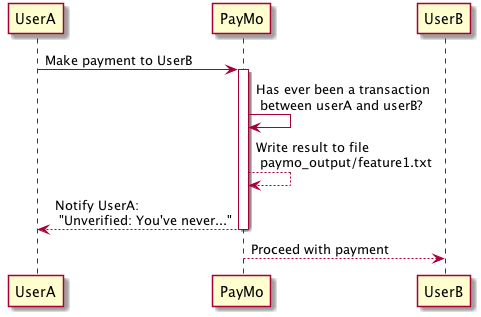 UserA PayMo UserB
Make payment to UserB
Has ever been a transaction
between userA and userB?
Write result to file
paymo_output/feature1.txt
Notify UserA:
"Unverified: You've never..."
Proceed with payment
UserA PayMo UserB